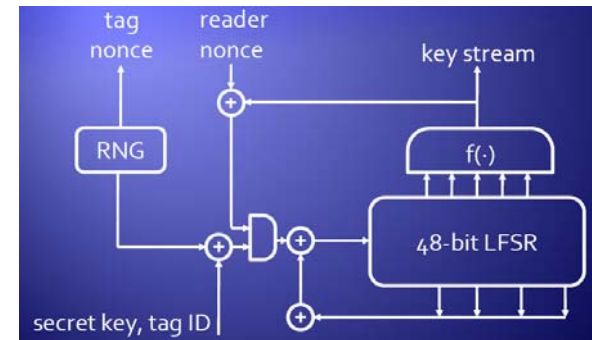 tag
nonce
reader
nonce
key stream
RNG
f(·)
48-bit LFSR
secret key, tag ID